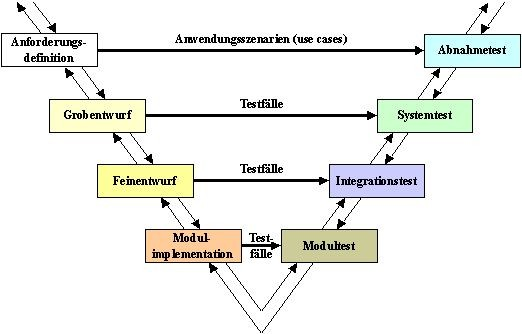 Anforderungs-
definition
Anwendungsszenarien (use cases)
Abnahmetest
Grobentwurf
Testfälle
Systemtest
Feinentwurf
Testfälle
Integrationstest
Modul-
implementation
Test-
fälle
Modultest